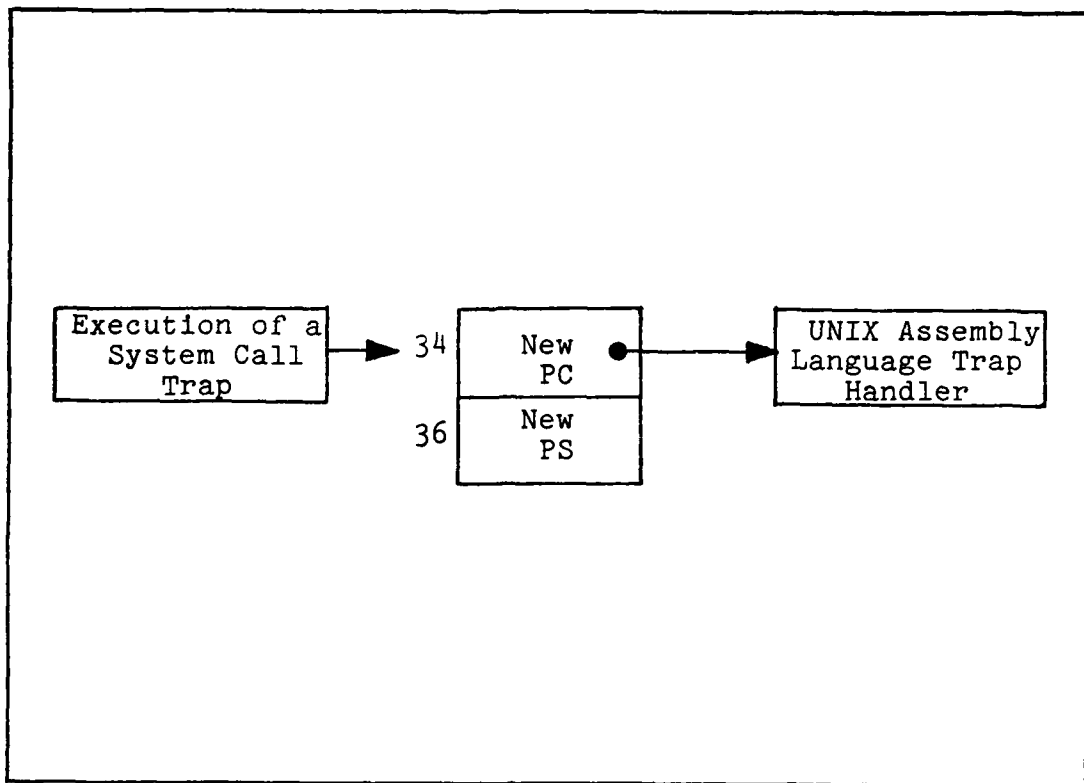 Execution of a
System Call
Trap
34
New
PC
36
New
PS
UNIX Assembly
Language Trap
Handler